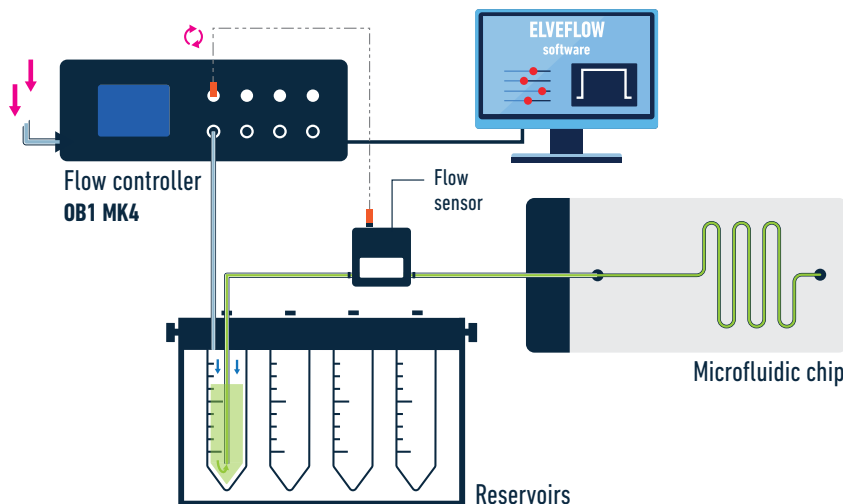 ELVEFLOW
software
Flow controller
OB1 MK4
Flow
sensor
Microfluidic chip
Reservoirs